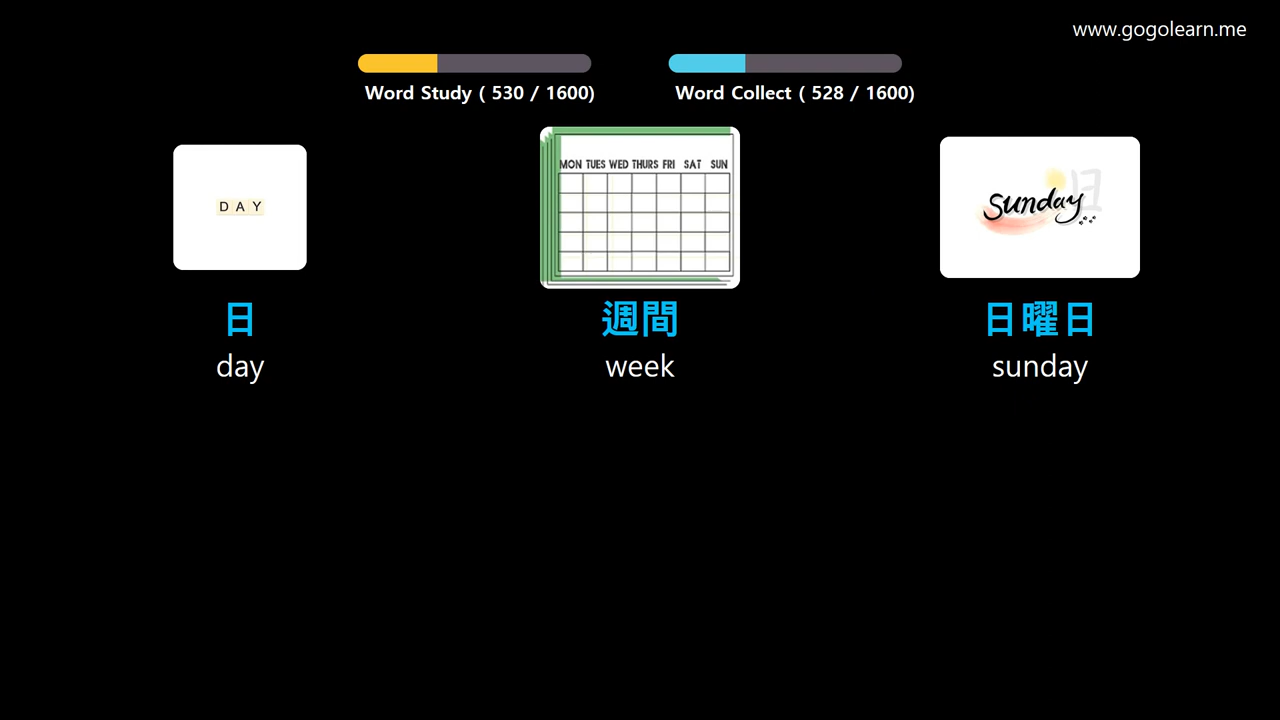 www.gogolearn.me
Word Study ( 530 / 1600)
Word Collect ( 528 / 1600)
DAY
MON TUES WED THURS FRI SAT SUN
Sunday
日
週間
日曜日
day
week
sunday